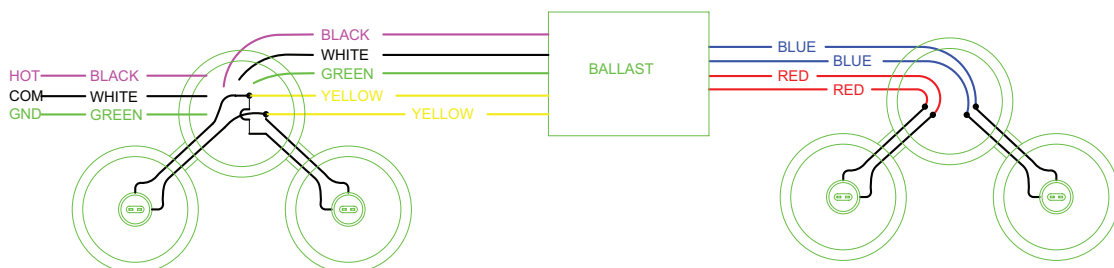 BLACK
WHITE
GREEN
YELLOW
YELLOW
HOT BLACK
COM WHITE
GND GREEN
BALLAST
BLUE
BLUE
RED
RED